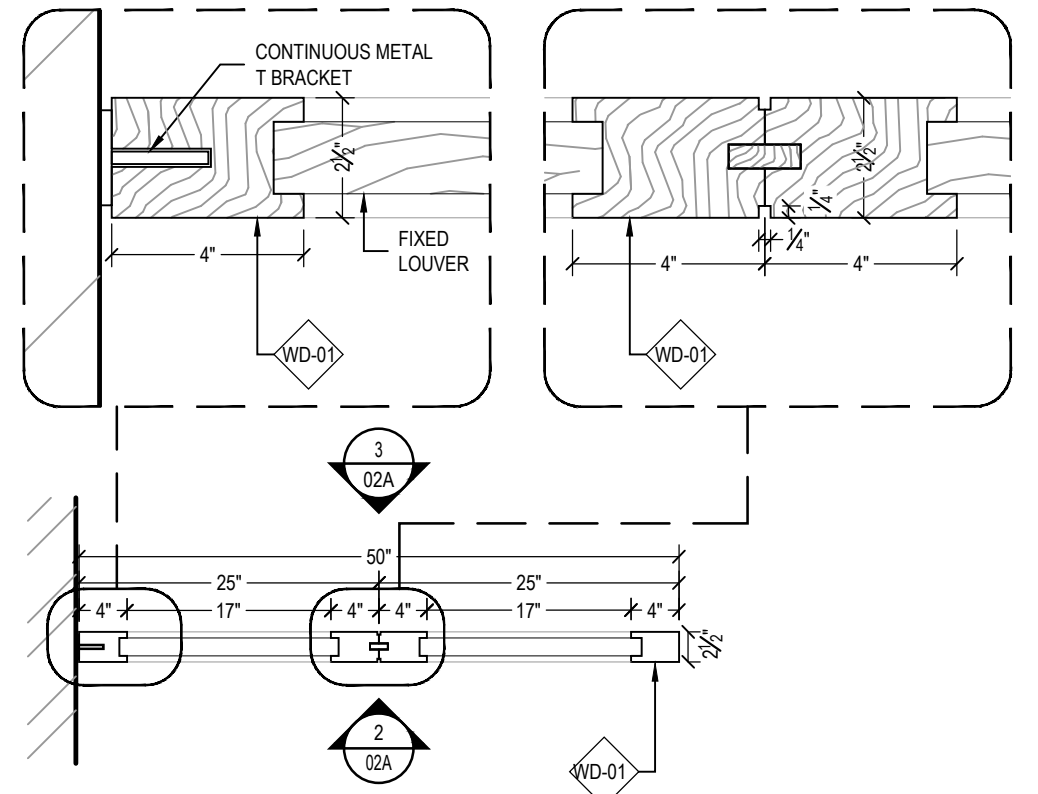 CONTINUOUS METAL
T BRACKET
2½"
4"
FIXED
LOUVER
WD-01
2½"
¼"
¼"
4"
4"
WD-01
3
02A
50"
25"
25"
4"
17"
4"
4"
17"
4"
2½"
2
02A
WD-01